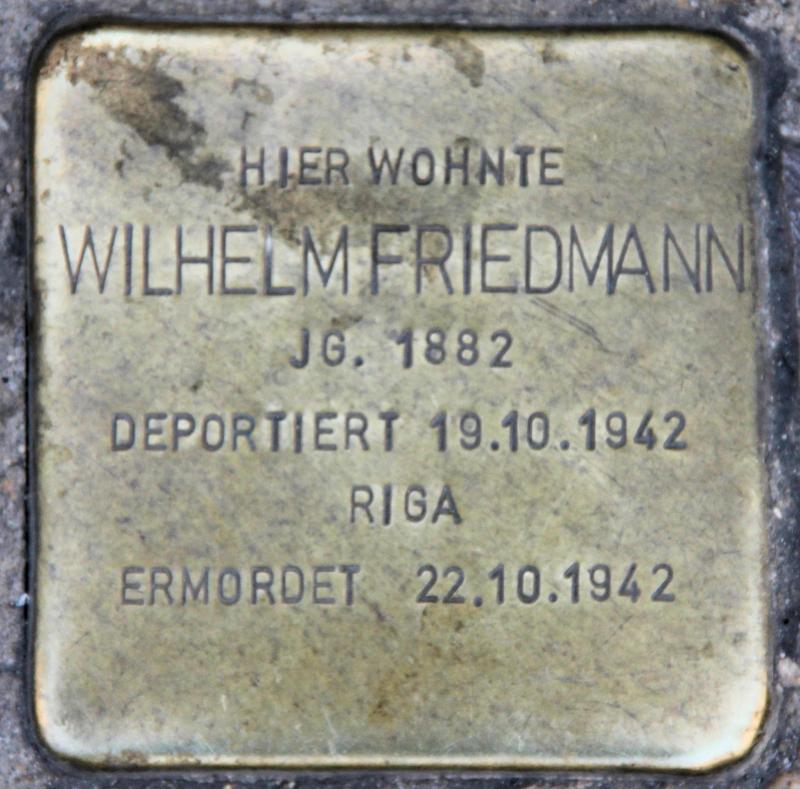 HIER WOHNTE
WILHELM FRIEDMANN
JG. 1882
DEPORTIERT 19.10.1942
RIGA
ERMORDET 22.10.1942